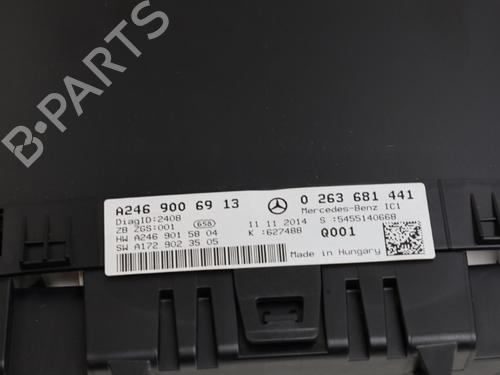 B-PARTS
A246 900 69 13
0 263 681 441
DiagID:2408
Mercedes-Benz IC1
ZB ZGS:001
658
11 11 2014
S :5455140668
HW A246 901 58 04
K :627488
Q001
SW A172 902 35 05
Made in Hungary